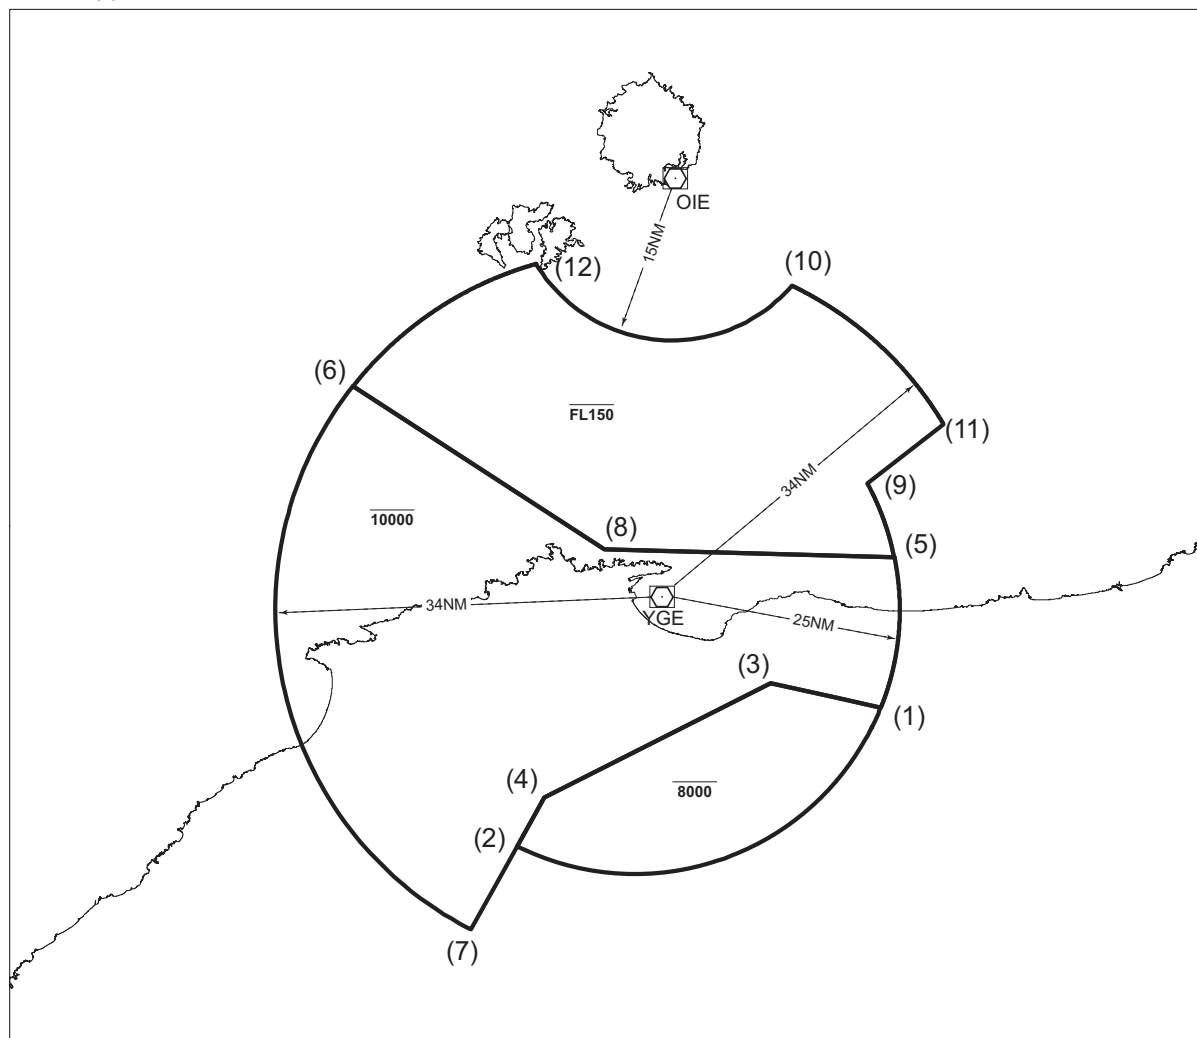 OIE
15NM
(12)
(10)
(6)
FL150
(11)
34NM
(9)
10000
(8)
(5)
34NM
YGE
25NM
(3)
(1)
(4)
8000
(2)
(7)